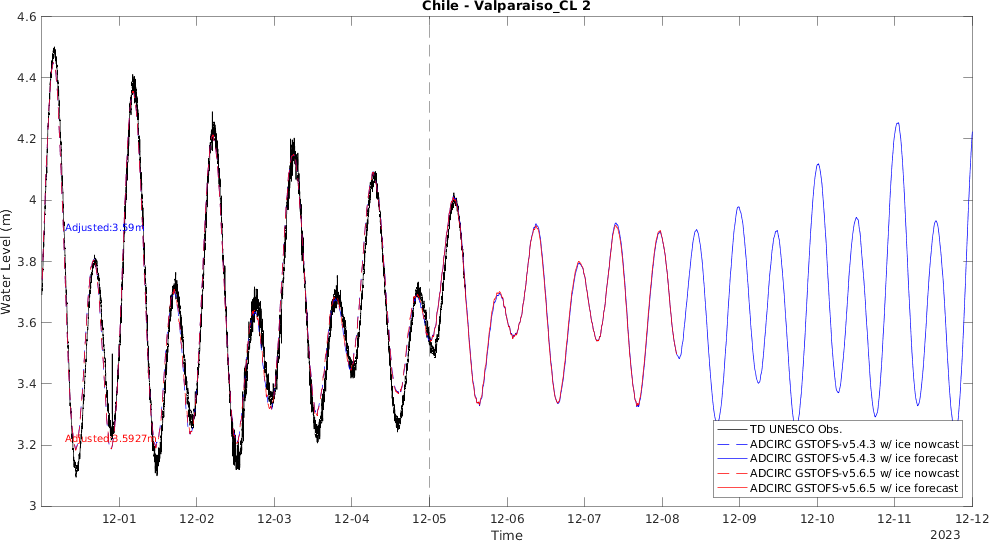 Chile - Valparaiso_CL 2
4.6
4.4
4.2
4
3.8
3.6
3.4
3.2
3
Water Level (m)
Adjusted:3.59m
Adjusted:3.5927m
TD UNESCO Obs.
ADCIRC GSTOFS-v5.4.3 w/ ice nowcast
ADCIRC GSTOFS-v5.4.3 w/ ice forecast
ADCIRC GSTOFS-v5.6.5 w/ ice nowcast
ADCIRC GSTOFS-v5.6.5 w/ ice forecast
12-01 12-02 12-03 12-04 12-05 12-06 12-07 12-08 12-09 12-10 12-11 12-12
Time
2023